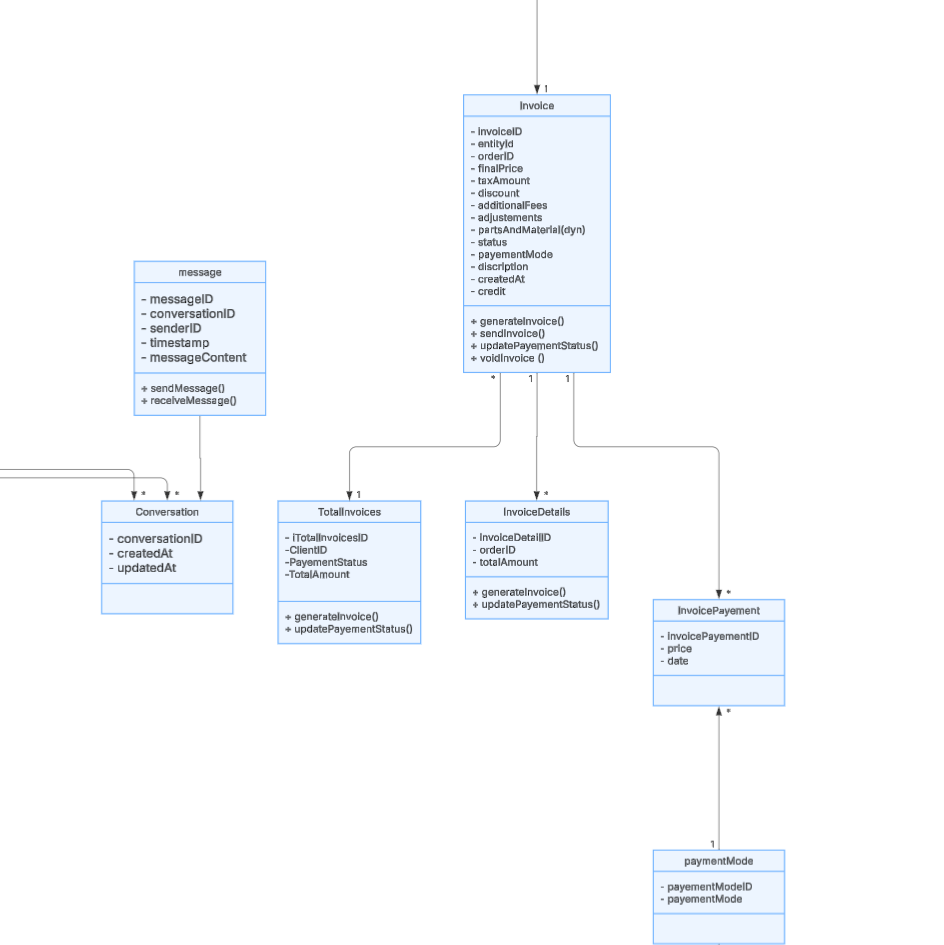 1
Invoice
- invoiceID
- entityId
- orderID
- finalPrice
- taxAmount
- discount
- additionalFees
- adjustements
- partsAndMaterial(dyn)
- status
- payementMode
- discription
- createdAt
- credit
+ generateInvoice()
+ sendInvoice()
+ updatePayementStatus()
+ voidInvoice ()
* 1 1
message
- messageID
- conversationID
- senderID
- timestamp
- messageContent
+ sendMessage()
+ receiveMessage()
* *
Conversation
- conversationID
- createdAt
- updatedAt
1
TotalInvoices
- iTotalInvoicesID
-ClientID
-PayementStatus
-TotalAmount
+ generateInvoice()
+ updatePayementStatus()
*
InvoiceDetails
- InvoiceDetailID
- orderID
- totalAmount
+ generateInvoice()
+ updatePayementStatus()
*
InvoicePayement
- invoicePayementID
- price
- date
*
1
paymentMode
- payementModeID
- payementMode